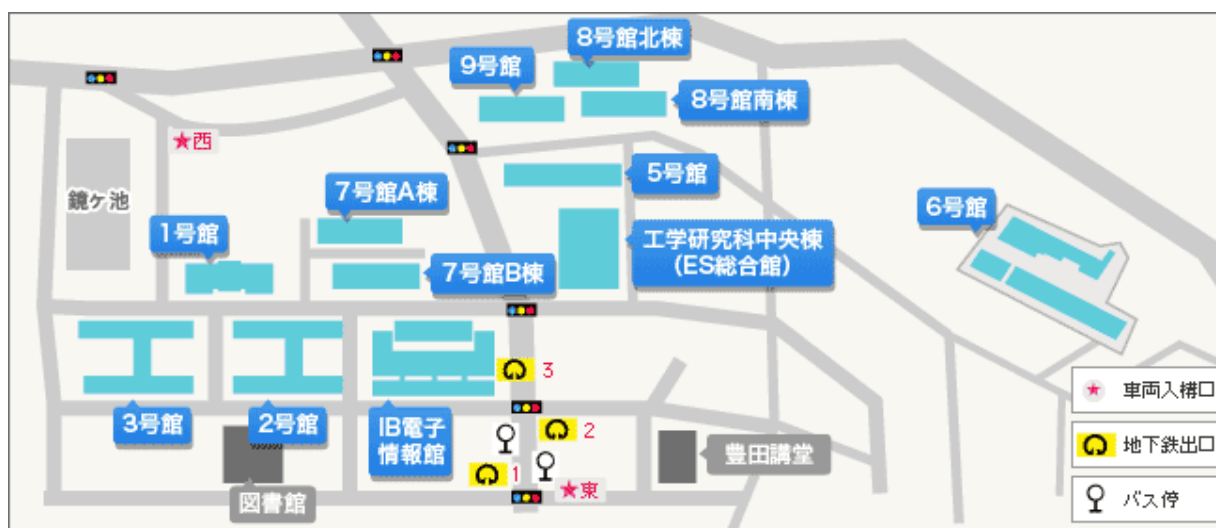 8号館北棟
9号館
8号館南棟
★西
鏡ヶ池
5号館
7号館A棟
6号館
1号館
工学研究科中央棟
(ES総合館)
7号館B棟
3
★車両入構口
3号館
2号館
IB電子
情報館
2
地下鉄出口
豊田講堂
1
★東
図書館
バス停